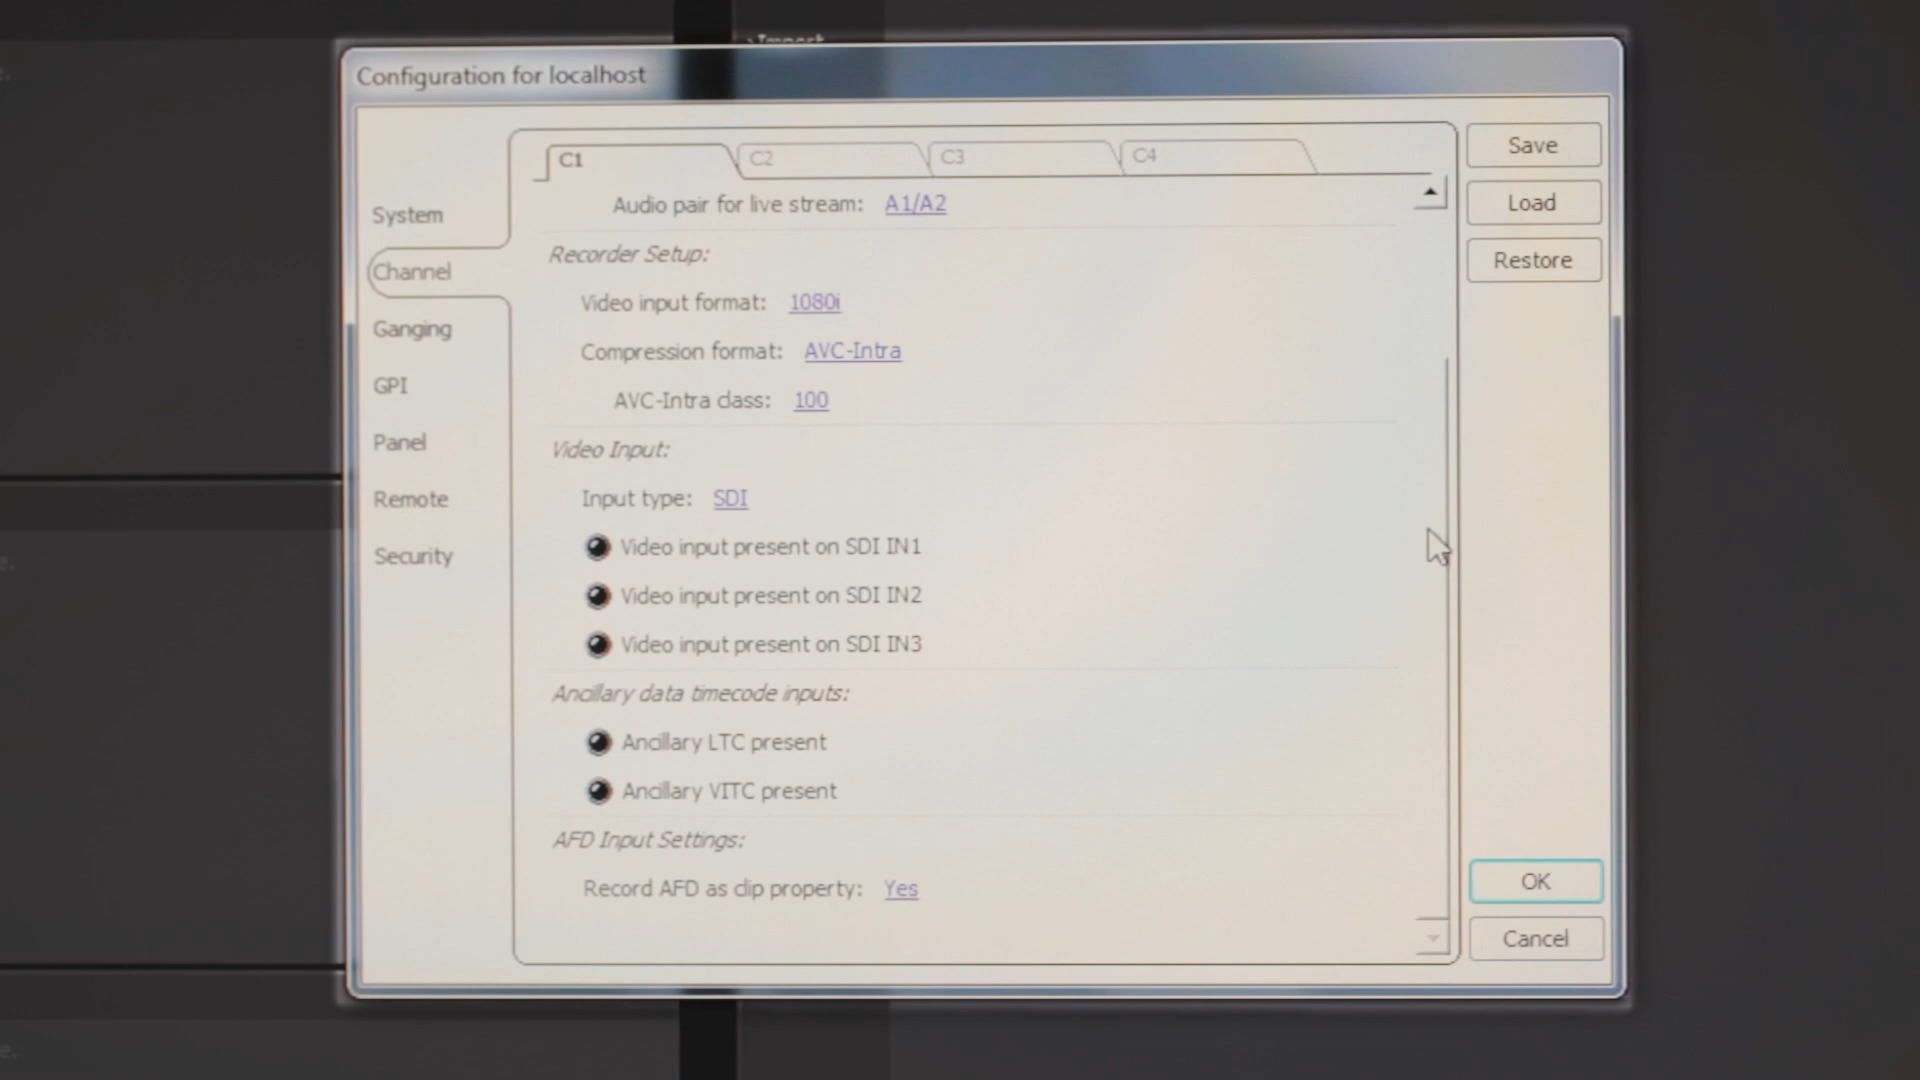 Import
Configuration for localhost
C1 C2 C3 C4
Save
Load
Restore
System
Channel
Ganging
GPI
Panel
Remote
Security
Audio pair for live stream: A1/A2
Recorder Setup:
Video input format: 1080i
Compression format: AVC-Intra
AVC-Intra class: 100
Video Input:
Input type: SDI
Video input present on SDI IN1
Video input present on SDI IN2
Video input present on SDI IN3
Ancillary data timecode inputs:
Ancillary LTC present
Ancillary VITC present
AFD Input Settings:
Record AFD as clip property: Yes
OK
Cancel